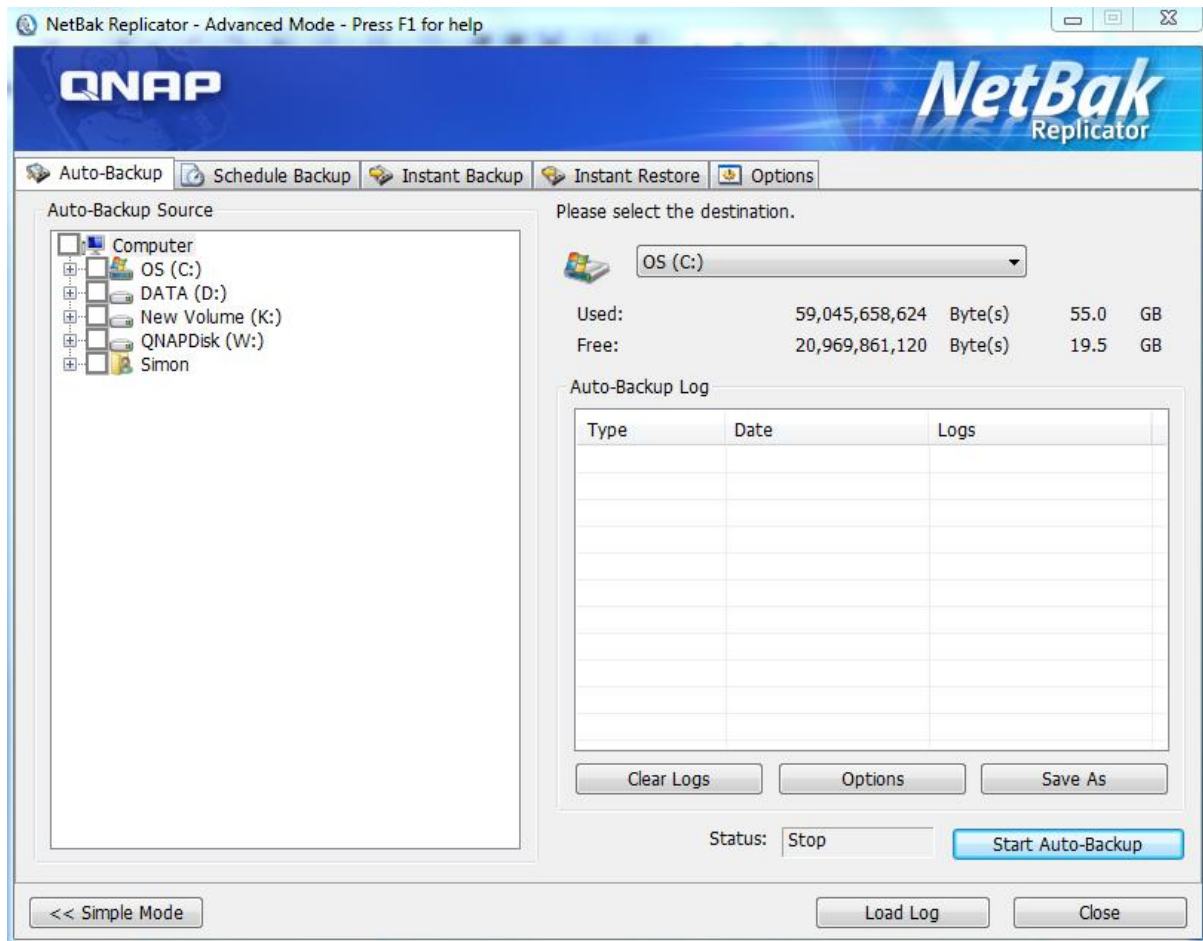 NetBak Replicator - Advanced Mode - Press F1 for help
QNAP
NetBak
Replicator
Auto-Backup
Schedule Backup
Instant Backup
Instant Restore
Options
Auto-Backup Source
Computer
OS (C:)
DATA (D:)
New Volume (K:)
QNAPDisk (W:)
Simon
Please select the destination.
OS (C:)
Used: 59,045,658,624 Byte(s) 55.0 GB
Free: 20,969,861,120 Byte(s) 19.5 GB
Auto-Backup Log
Type Date Logs
Clear Logs
Options
Save As
Status: Stop
Start Auto-Backup
<< Simple Mode
Load Log
Close